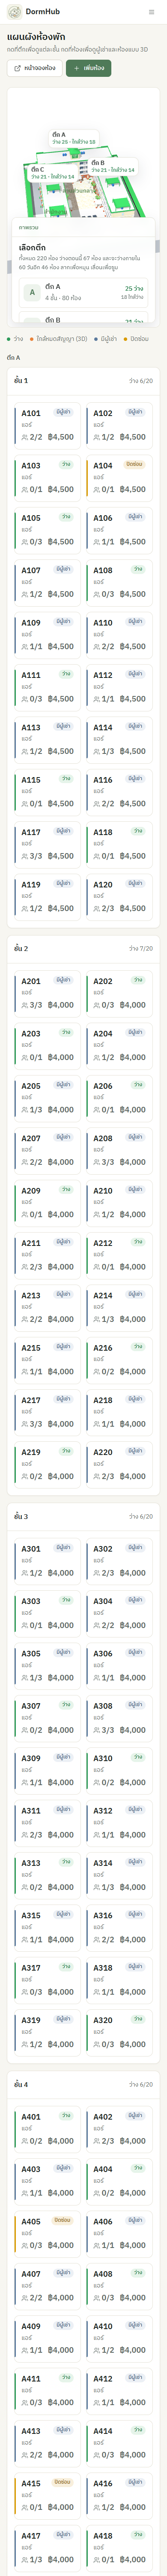 DormHub
แผนผังห้องพัก
กดที่ตึกเพื่อดูแต่ละชั้น กดที่ห้องเพื่อดูผู้เช่าและห้องแบบ 3D
หน้าจองห้อง
เพิ่มห้อง
ตึก A
ว่าง 25 · ใกล้ว่าง 18
ตึก B
ว่าง 21 · ใกล้ว่าง 14
ตึก C
ว่าง 21 · ใกล้ว่าง 14
ภาพรวม
เลือกตึก
A
ตึก A
4 ชั้น · 80 ห้อง
25 ว่าง
18 ใกล้ว่าง
ว่าง
ใกล้หมดสัญญา (30)
มีผู้เช่า
ปิดซ่อม
ตึก A
ชั้น 1
ว่าง 6/20
A101 มีผู้เช่า
แอร์
2/2 ฿4,500
A102 มีผู้เช่า
แอร์
1/2 ฿4,500
A103 ว่าง
แอร์
0/1 ฿4,500
A104 ปิดซ่อม
แอร์
0/1 ฿4,500
A105 ว่าง
แอร์
0/3 ฿4,500
A106 มีผู้เช่า
แอร์
1/1 ฿4,500
A107 มีผู้เช่า
แอร์
1/2 ฿4,500
A108 ว่าง
แอร์
0/3 ฿4,500
A109 มีผู้เช่า
แอร์
1/1 ฿4,500
A110 มีผู้เช่า
แอร์
2/2 ฿4,500
A111 ว่าง
แอร์
0/3 ฿4,500
A112 มีผู้เช่า
แอร์
1/1 ฿4,500
A113 มีผู้เช่า
แอร์
1/2 ฿4,500
A114 มีผู้เช่า
แอร์
1/3 ฿4,500
A115 ว่าง
แอร์
0/1 ฿4,500
A116 มีผู้เช่า
แอร์
2/2 ฿4,500
A117 มีผู้เช่า
แอร์
3/3 ฿4,500
A118 ว่าง
แอร์
0/1 ฿4,500
A119 มีผู้เช่า
แอร์
1/2 ฿4,500
A120 มีผู้เช่า
แอร์
2/3 ฿4,500
ชั้น 2
ว่าง 7/20
A201 มีผู้เช่า
แอร์
3/3 ฿4,000
A202 ว่าง
แอร์
0/3 ฿4,000
A203 ว่าง
แอร์
0/1 ฿4,000
A204 มีผู้เช่า
แอร์
1/2 ฿4,000
A205 มีผู้เช่า
แอร์
1/3 ฿4,000
A206 ว่าง
แอร์
0/1 ฿4,000
A207 มีผู้เช่า
แอร์
2/2 ฿4,000
A208 มีผู้เช่า
แอร์
3/3 ฿4,000
A209 ว่าง
แอร์
0/1 ฿4,000
A210 มีผู้เช่า
แอร์
1/2 ฿4,000
A211 มีผู้เช่า
แอร์
2/3 ฿4,000
A212 ว่าง
แอร์
0/1 ฿4,000
A213 มีผู้เช่า
แอร์
2/2 ฿4,000
A214 มีผู้เช่า
แอร์
1/3 ฿4,000
A215 มีผู้เช่า
แอร์
1/1 ฿4,000
A216 ว่าง
แอร์
0/2 ฿4,000
A217 มีผู้เช่า
แอร์
3/3 ฿4,000
A218 มีผู้เช่า
แอร์
1/1 ฿4,000
A219 ว่าง
แอร์
0/2 ฿4,000
A220 มีผู้เช่า
แอร์
2/3 ฿4,000
ชั้น 3
ว่าง 6/20
A301 มีผู้เช่า
แอร์
1/2 ฿4,000
A302 มีผู้เช่า
แอร์
2/3 ฿4,000
A303 ว่าง
แอร์
0/1 ฿4,000
A304 มีผู้เช่า
แอร์
2/2 ฿4,000
A305 มีผู้เช่า
แอร์
1/3 ฿4,000
A306 มีผู้เช่า
แอร์
1/1 ฿4,000
A307 ว่าง
แอร์
0/2 ฿4,000
A308 มีผู้เช่า
แอร์
3/3 ฿4,000
A309 มีผู้เช่า
แอร์
1/1 ฿4,000
A310 ว่าง
แอร์
0/2 ฿4,000
A311 มีผู้เช่า
แอร์
2/3 ฿4,000
A312 มีผู้เช่า
แอร์
1/1 ฿4,000
A313 ว่าง
แอร์
0/2 ฿4,000
A314 มีผู้เช่า
แอร์
1/3 ฿4,000
A315 มีผู้เช่า
แอร์
1/1 ฿4,000
A316 มีผู้เช่า
แอร์
2/2 ฿4,000
A317 ว่าง
แอร์
0/3 ฿4,000
A318 มีผู้เช่า
แอร์
1/1 ฿4,000
A319 มีผู้เช่า
แอร์
1/2 ฿4,000
A320 ว่าง
แอร์
0/3 ฿4,000
ชั้น 4
ว่าง 6/20
A401 ว่าง
แอร์
0/2 ฿4,000
A402 มีผู้เช่า
แอร์
2/3 ฿4,000
A403 มีผู้เช่า
แอร์
1/1 ฿4,000
A404 ว่าง
แอร์
0/2 ฿4,000
A405 ปิดซ่อม
แอร์
0/3 ฿4,000
A406 มีผู้เช่า
แอร์
1/1 ฿4,000
A407 มีผู้เช่า
แอร์
2/2 ฿4,000
A408 ว่าง
แอร์
0/3 ฿4,000
A409 มีผู้เช่า
แอร์
1/1 ฿4,000
A410 มีผู้เช่า
แอร์
1/2 ฿4,000
A411 ว่าง
แอร์
0/3 ฿4,000
A412 มีผู้เช่า
แอร์
1/1 ฿4,000
A413 มีผู้เช่า
แอร์
2/2 ฿4,000
A414 ว่าง
แอร์
0/3 ฿4,000
A415 ปิดซ่อม
แอร์
0/1 ฿4,000
A416 มีผู้เช่า
แอร์
1/2 ฿4,000
A417 มีผู้เช่า
แอร์
1/3 ฿4,000
A418 ว่าง
แอร์
0/1 ฿4,000